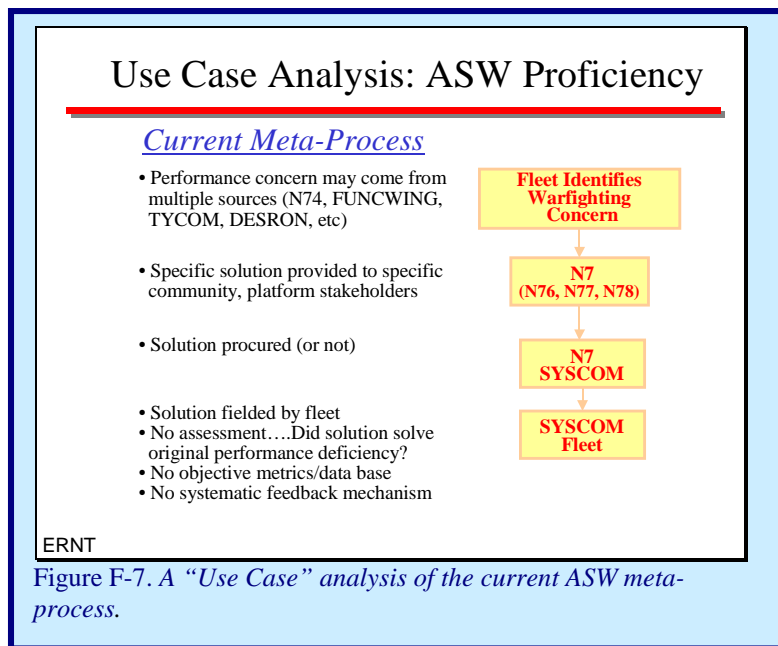 Use Case Analysis: ASW Proficiency
Current Meta-Process
• Performance concern may come from
multiple sources (N74, FUNCWING,
TYCOM, DESRON, etc)
• Specific solution provided to specific
community, platform stakeholders
• Solution procured (or not)
• Solution fielded by fleet
• No assessment….Did solution solve
original performance deficiency?
• No objective metrics/data base
• No systematic feedback mechanism
Fleet Identifies
Warfighting
Concern
N7
(N76, N77, N78)
N7
SYSCOM
SYSCOM
Fleet
ERNT
Figure F-7. A “Use Case” analysis of the current ASW meta-
process.